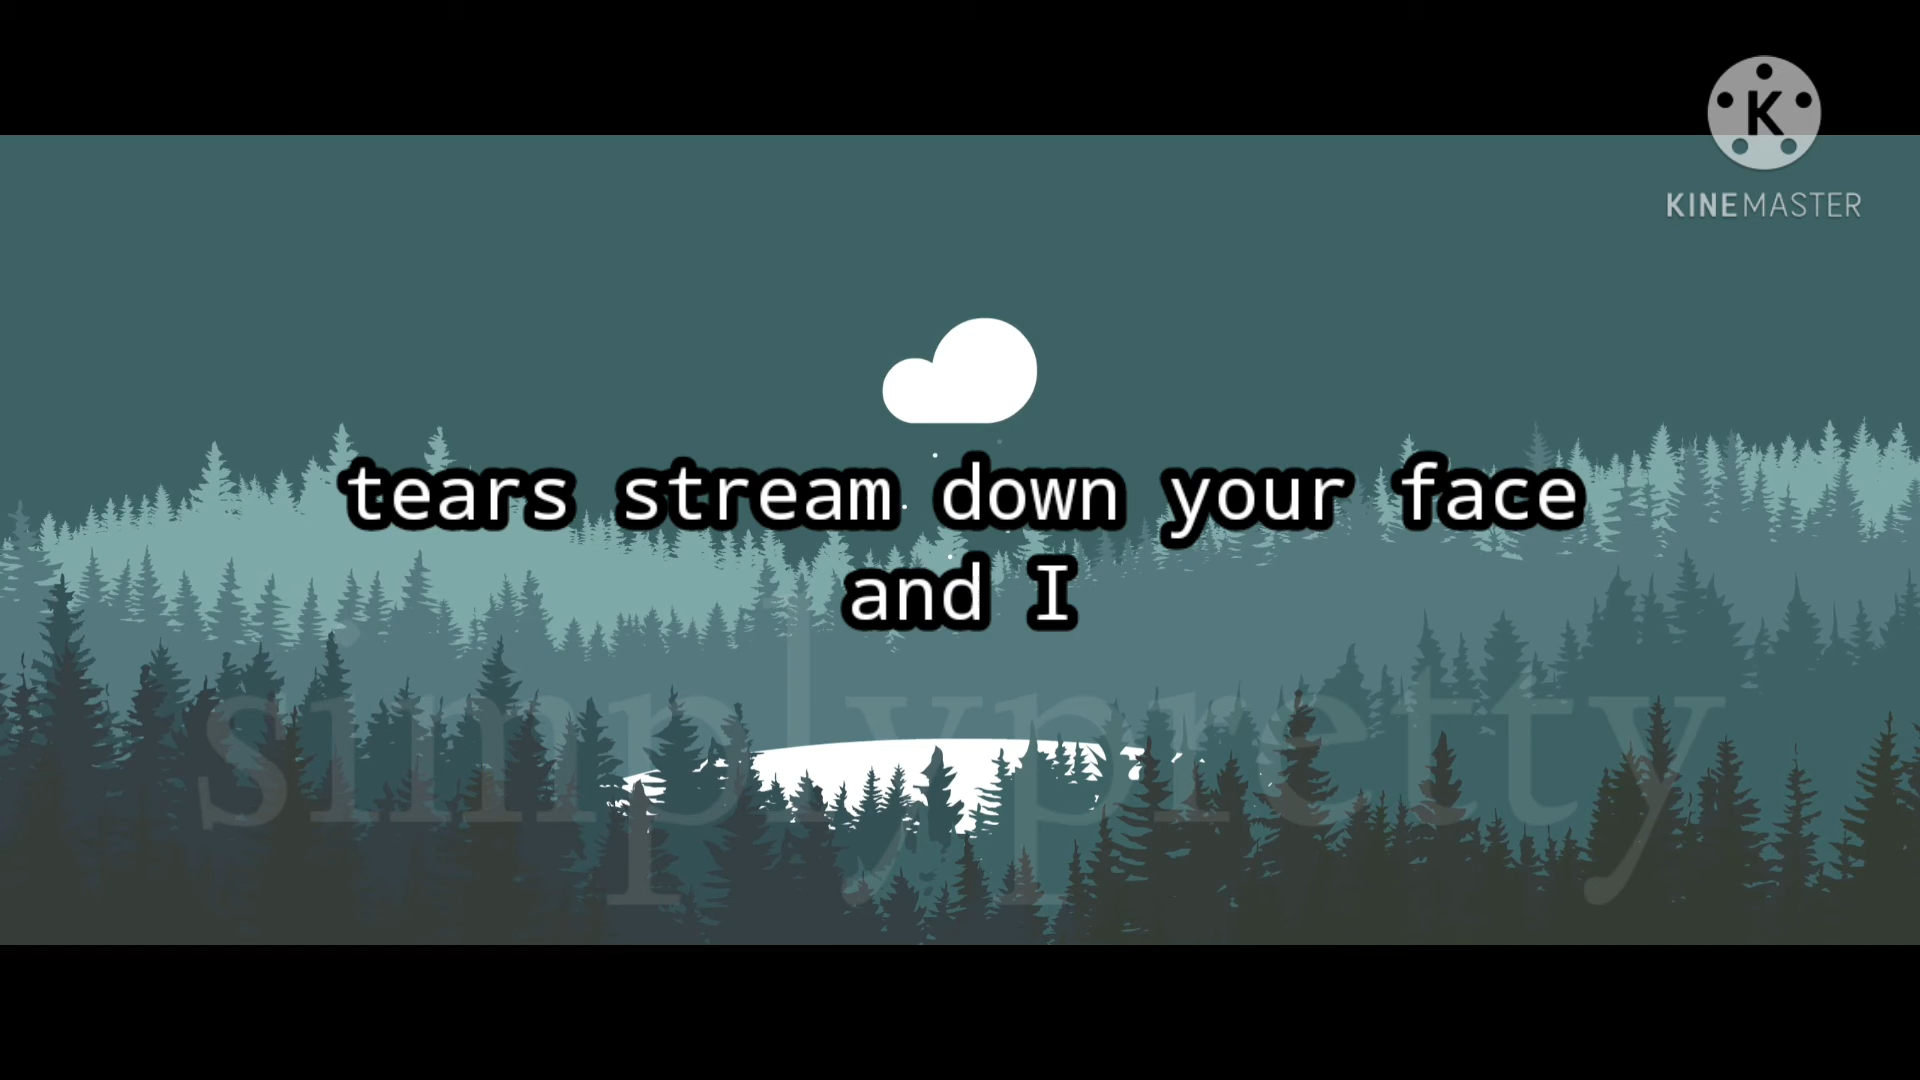 K
KINEMASTER
tears stream down your face
and I
simplypretty